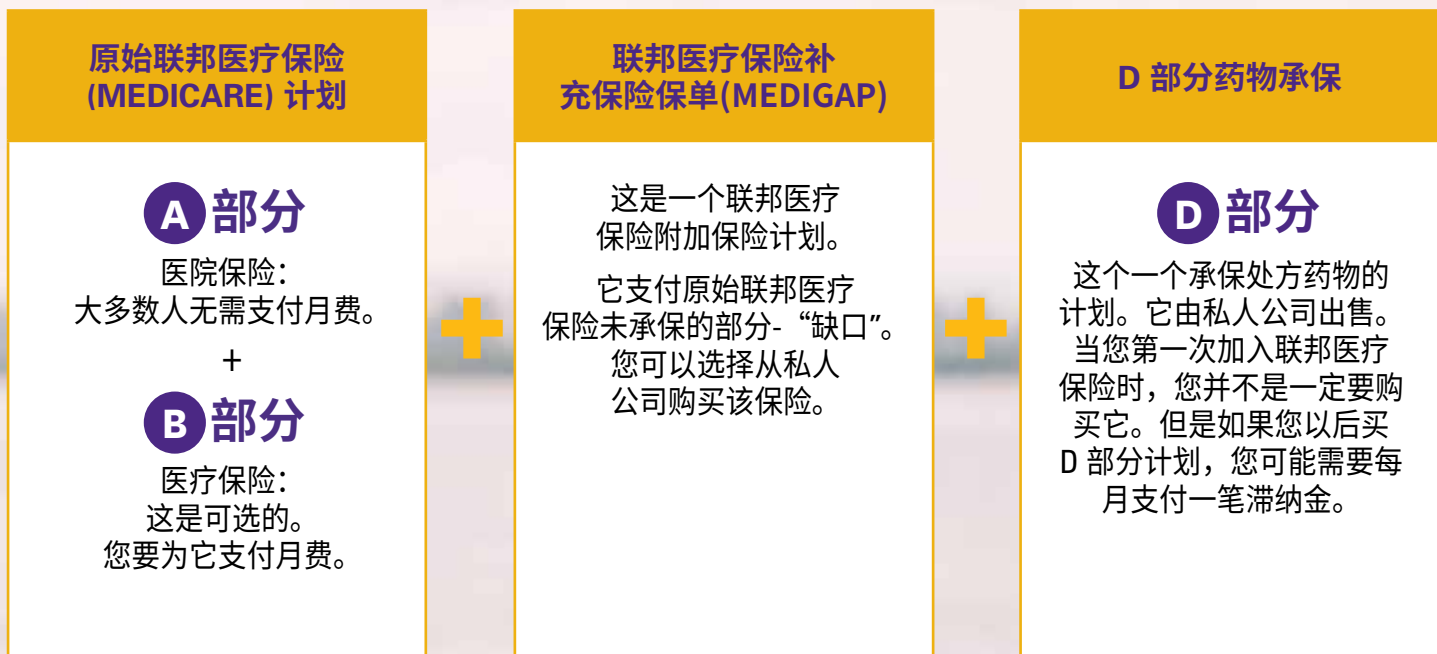 原始联邦医疗保险
(MEDICARE) 计划
A 部分
医院保险：
大多数人无需支付月费。
+
B 部分
医疗保险：
这是可选的。
您要为它支付月费。
联邦医疗保险补
充保险保单(MEDIGAP)
这是一个联邦医疗
保险附加保险计划。
它支付原始联邦医疗
保险未承保的部分-“缺口”。
您可以选择从私人
公司购买该保险。
D 部分药物承保
D 部分
这个一个承保处方药物的
计划。它由私人公司出售。
当您第一次加入联邦医疗
保险时，您并不是一定要购
买它。但是如果您以后买
D 部分计划，您可能需要每
月支付一笔滞纳金。